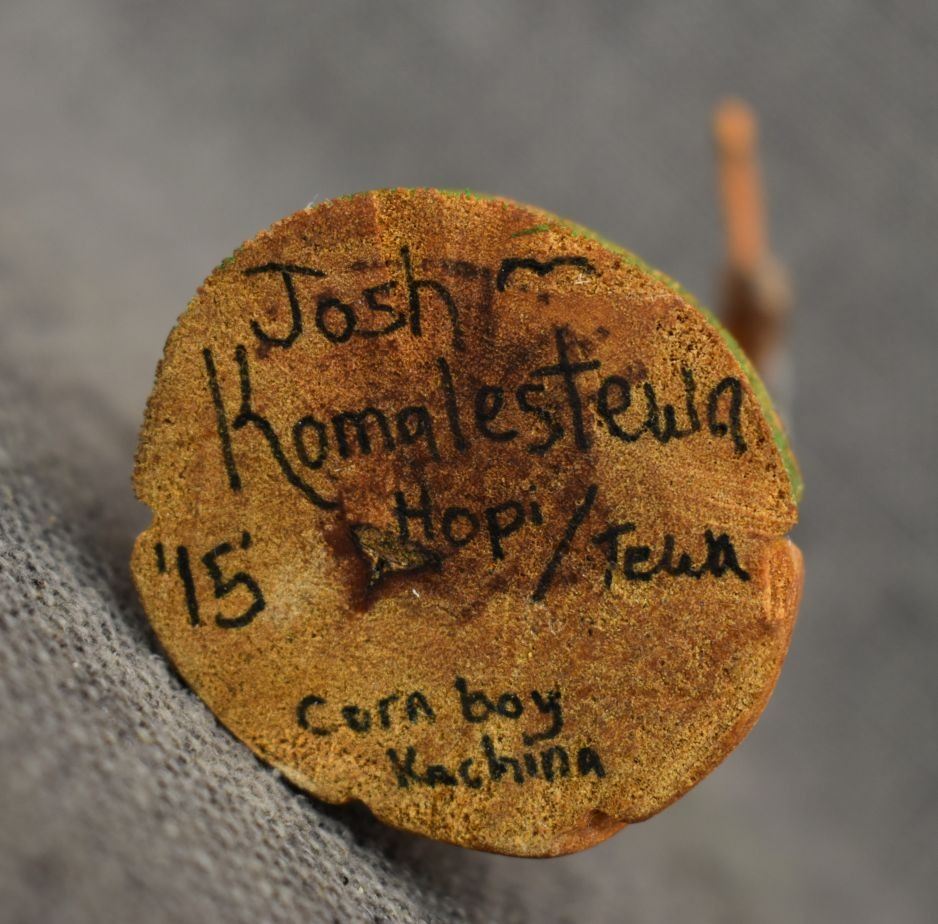 Josh
Komalestewa
Hopi / Tewa
'15'
Corn boy
Kachina